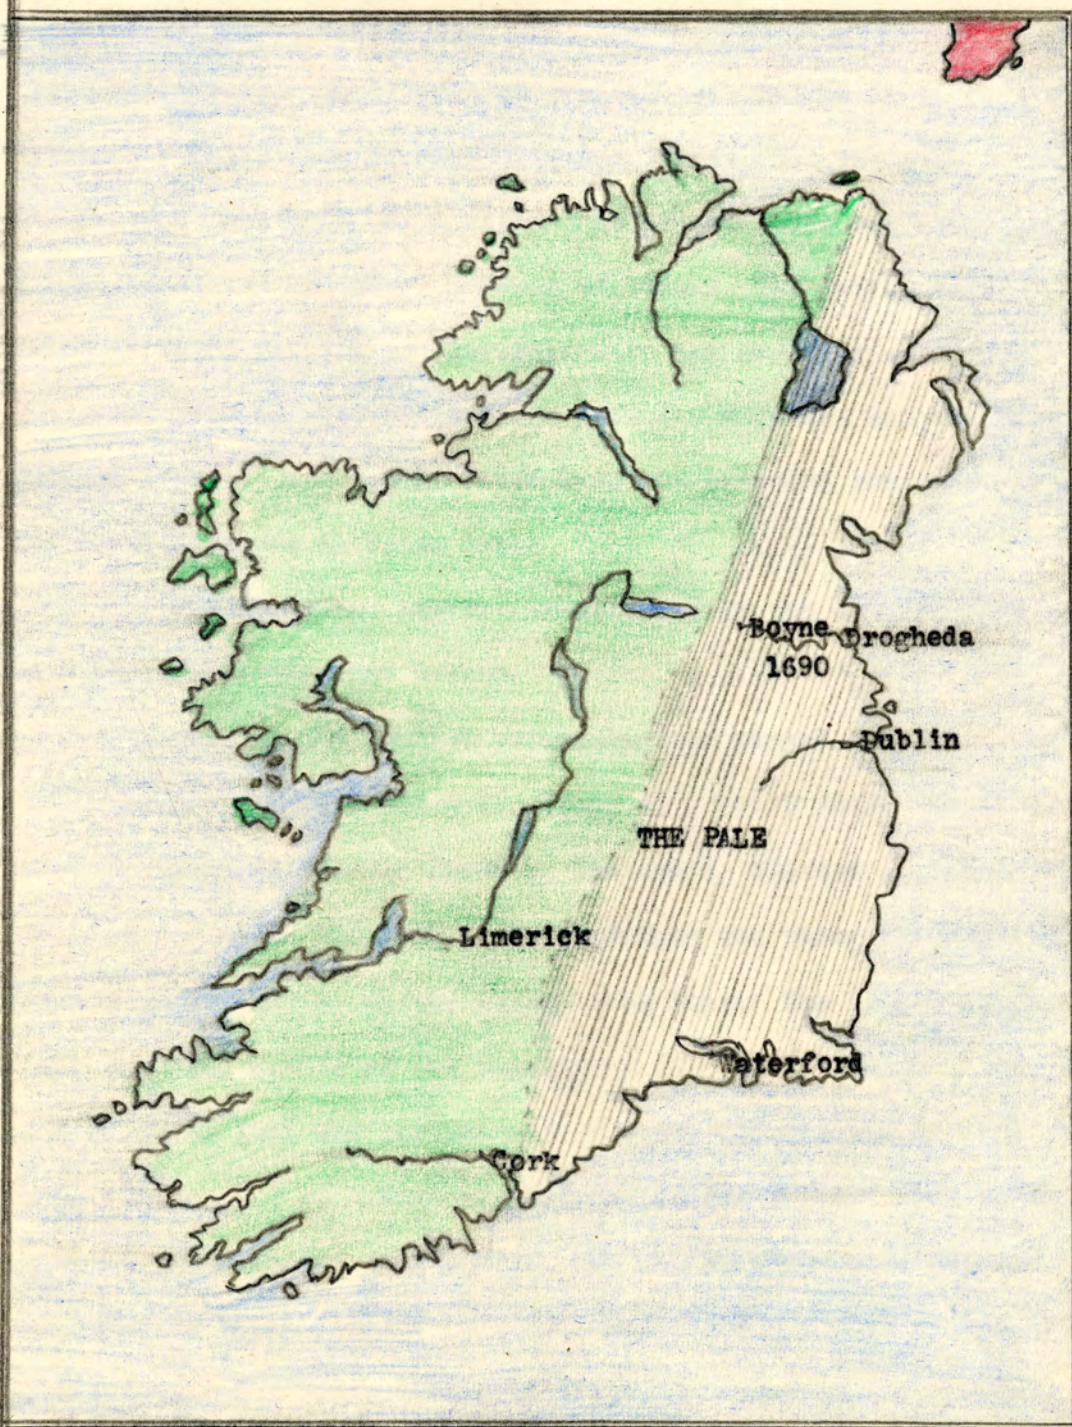 Boyne Drogheda
1690
Dublin
THE PALE
Limerick
Waterford
Cork